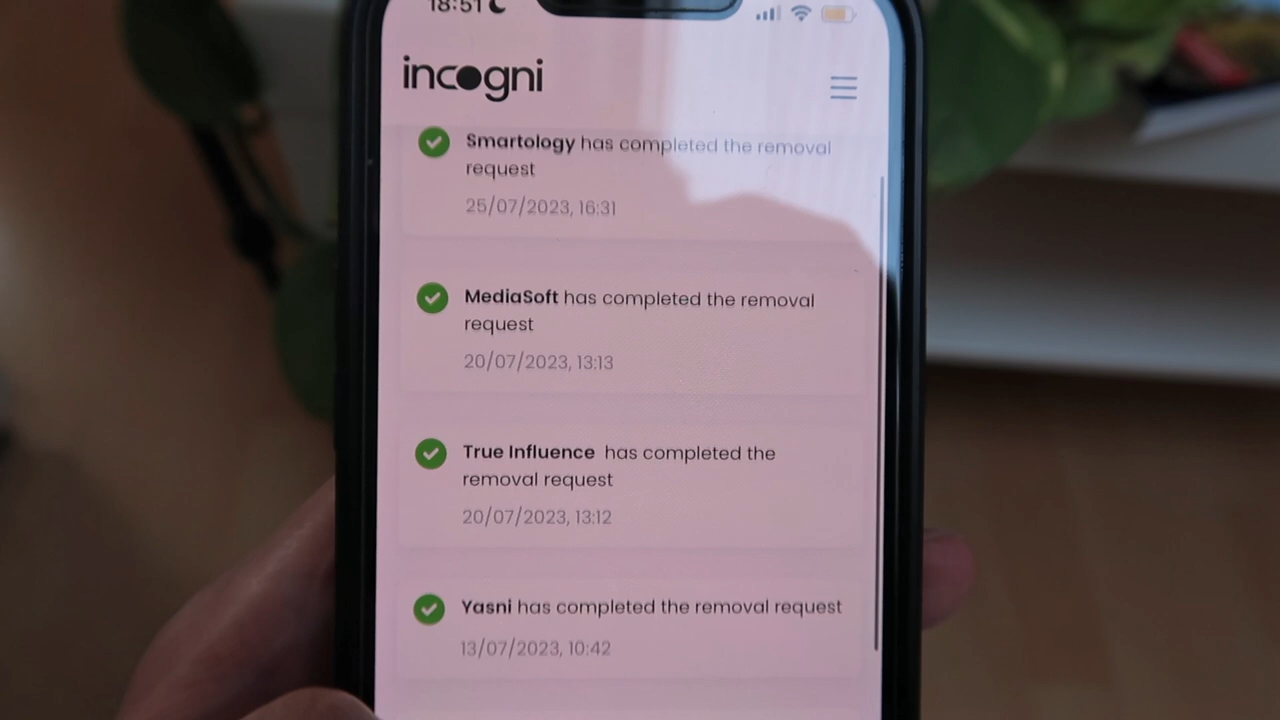 18:51
incogni
Smartology has completed the removal
request
25/07/2023, 16:31
MediaSoft has completed the removal
request
20/07/2023, 13:13
True Influence has completed the
removal request
20/07/2023, 13:12
Yasni has completed the removal request
13/07/2023, 10:42